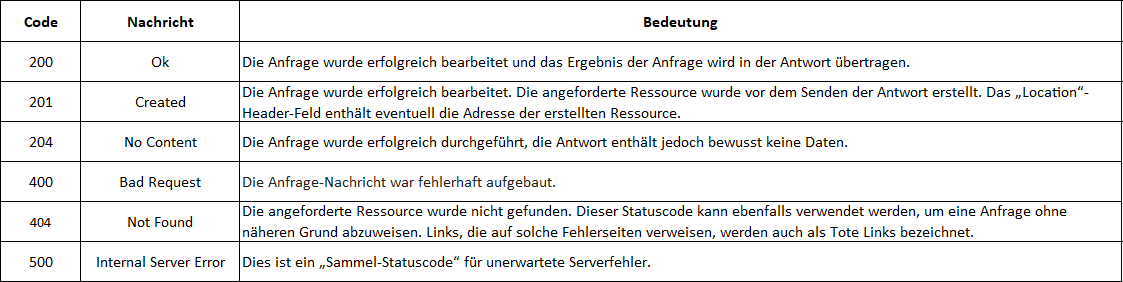 Code Nachricht Bedeutung
200 Ok Die Anfrage wurde erfolgreich bearbeitet und das Ergebnis der Anfrage wird in der Antwort übertragen.
201 Created Die Anfrage wurde erfolgreich bearbeitet. Die angeforderte Ressource wurde vor dem Senden der Antwort erstellt. Das „Location“-
Header-Feld enthält eventuell die Adresse der erstellten Ressource.
204 No Content Die Anfrage wurde erfolgreich durchgeführt, die Antwort enthält jedoch bewusst keine Daten.
400 Bad Request Die Anfrage-Nachricht war fehlerhaft aufgebaut.
404 Not Found Die angeforderte Ressource wurde nicht gefunden. Dieser Statuscode kann ebenfalls verwendet werden, um eine Anfrage ohne
näheren Grund abzuweisen. Links, die auf solche Fehlerseiten verweisen, werden auch als Tote Links bezeichnet.
500 Internal Server Error Dies ist ein „Sammel-Statuscode“ für unerwartete Serverfehler.